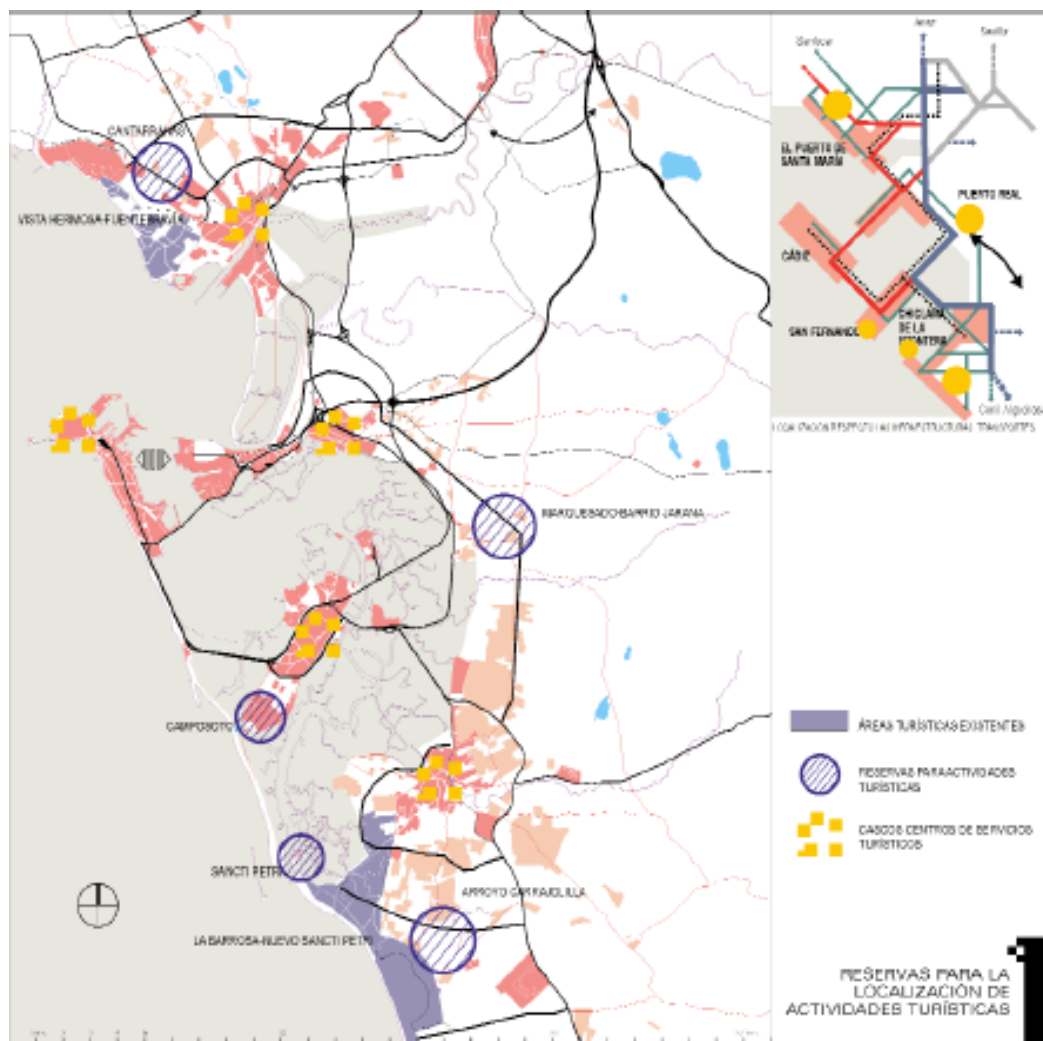 CANTARRANAS
VISTA HERMOSA-FUENTEBRAVÍA
MARQUESADO-BARRIO JARANA
CAMPOSOTO
SANCTI PETRI
ARROYO CARRAJOLILLA
LA BARROSA-NUEVO SANCTI PETRI
Jerez
Sevilla
Sanlúcar
EL PUERTO DE
SANTA MARÍA
PUERTO REAL
CÁDIZ
SAN FERNANDO
CHICLANA
DE LA
FRONTERA
ÁREAS TURÍSTICAS EXISTENTES
RESERVAS PARA ACTIVIDADES
TURÍSTICAS
CASCOS CENTROS DE SERVICIOS
TURÍSTICOS
RESERVAS PARA LA
LOCALIZACIÓN DE
ACTIVIDADES TURÍSTICAS